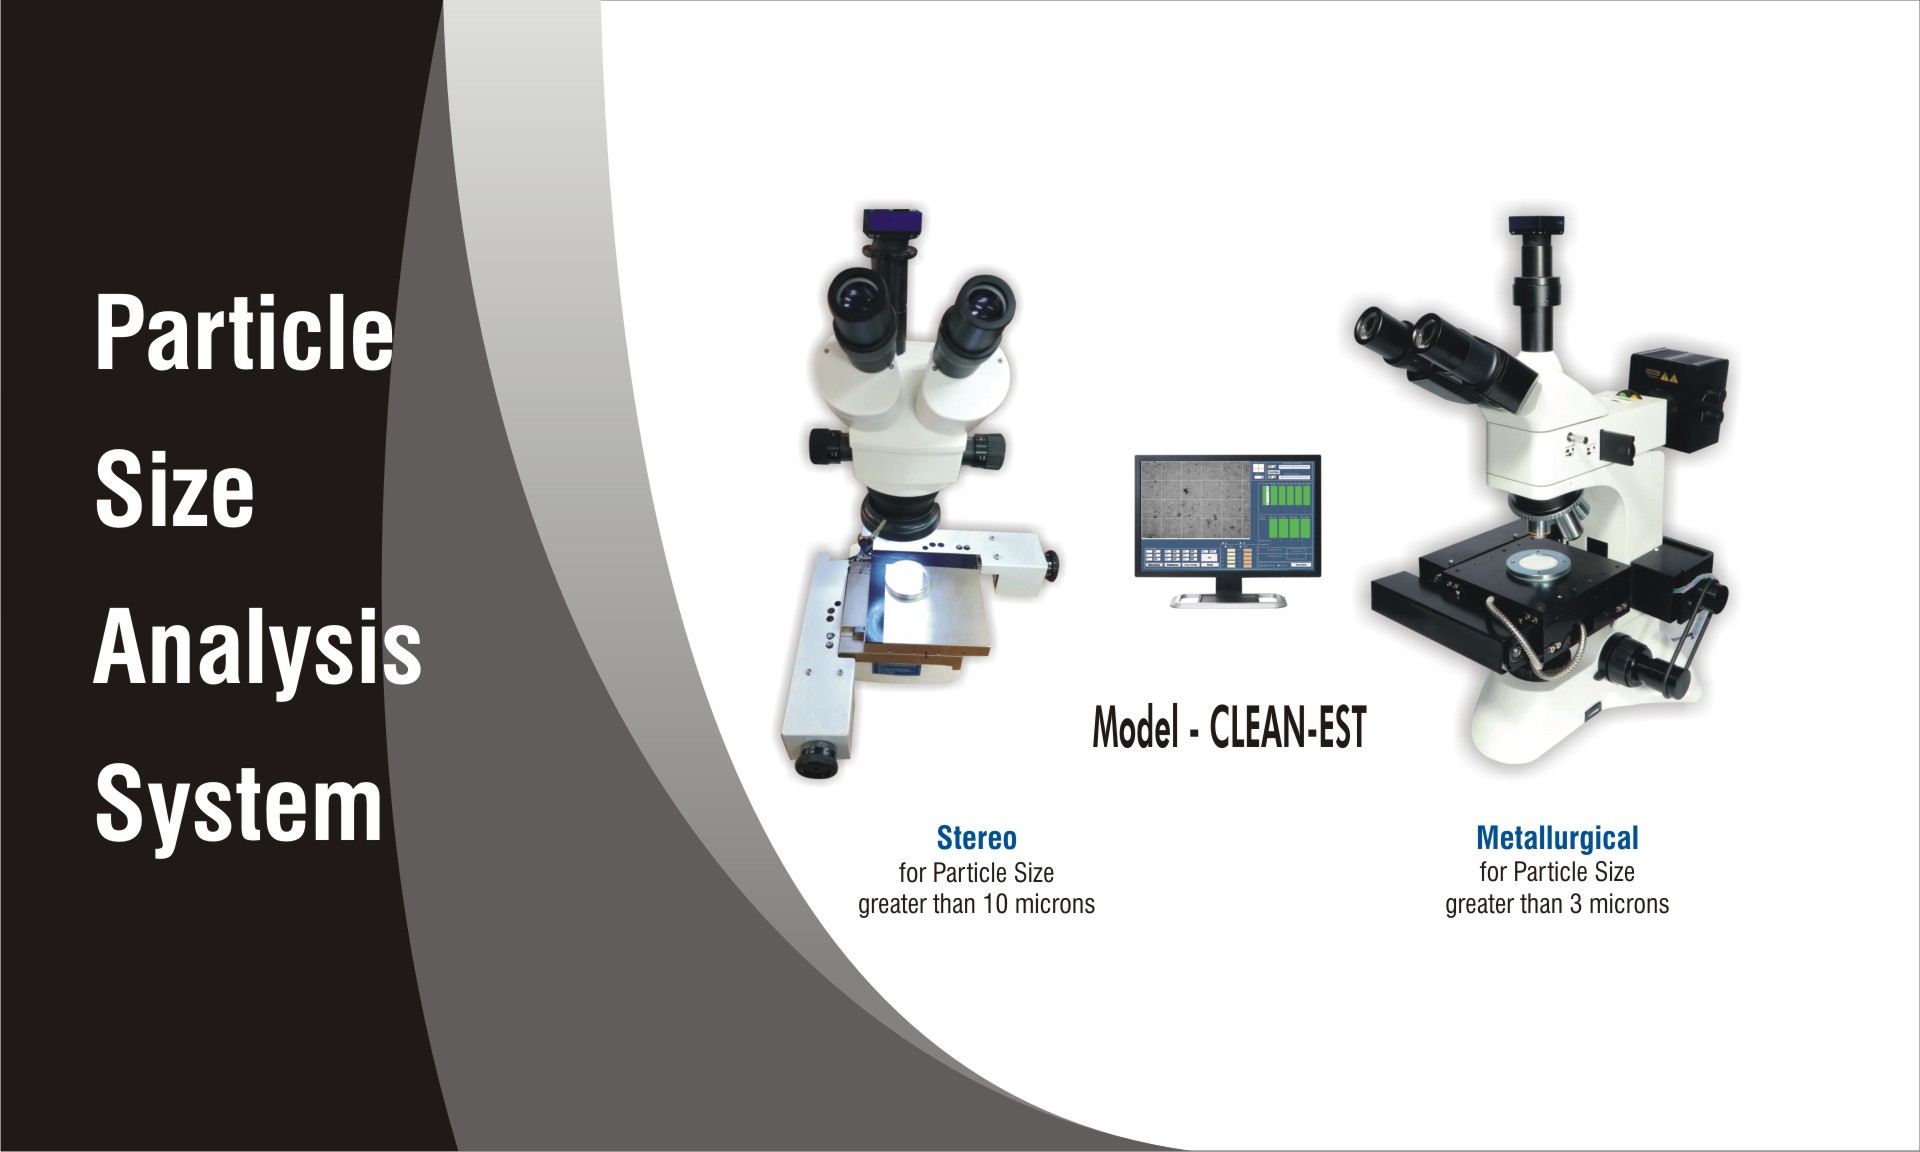 Particle
Size
Analysis
System
Model - CLEAN-EST
Stereo
for Particle Size
greater than 10 microns
Metallurgical
for Particle Size
greater than 3 microns